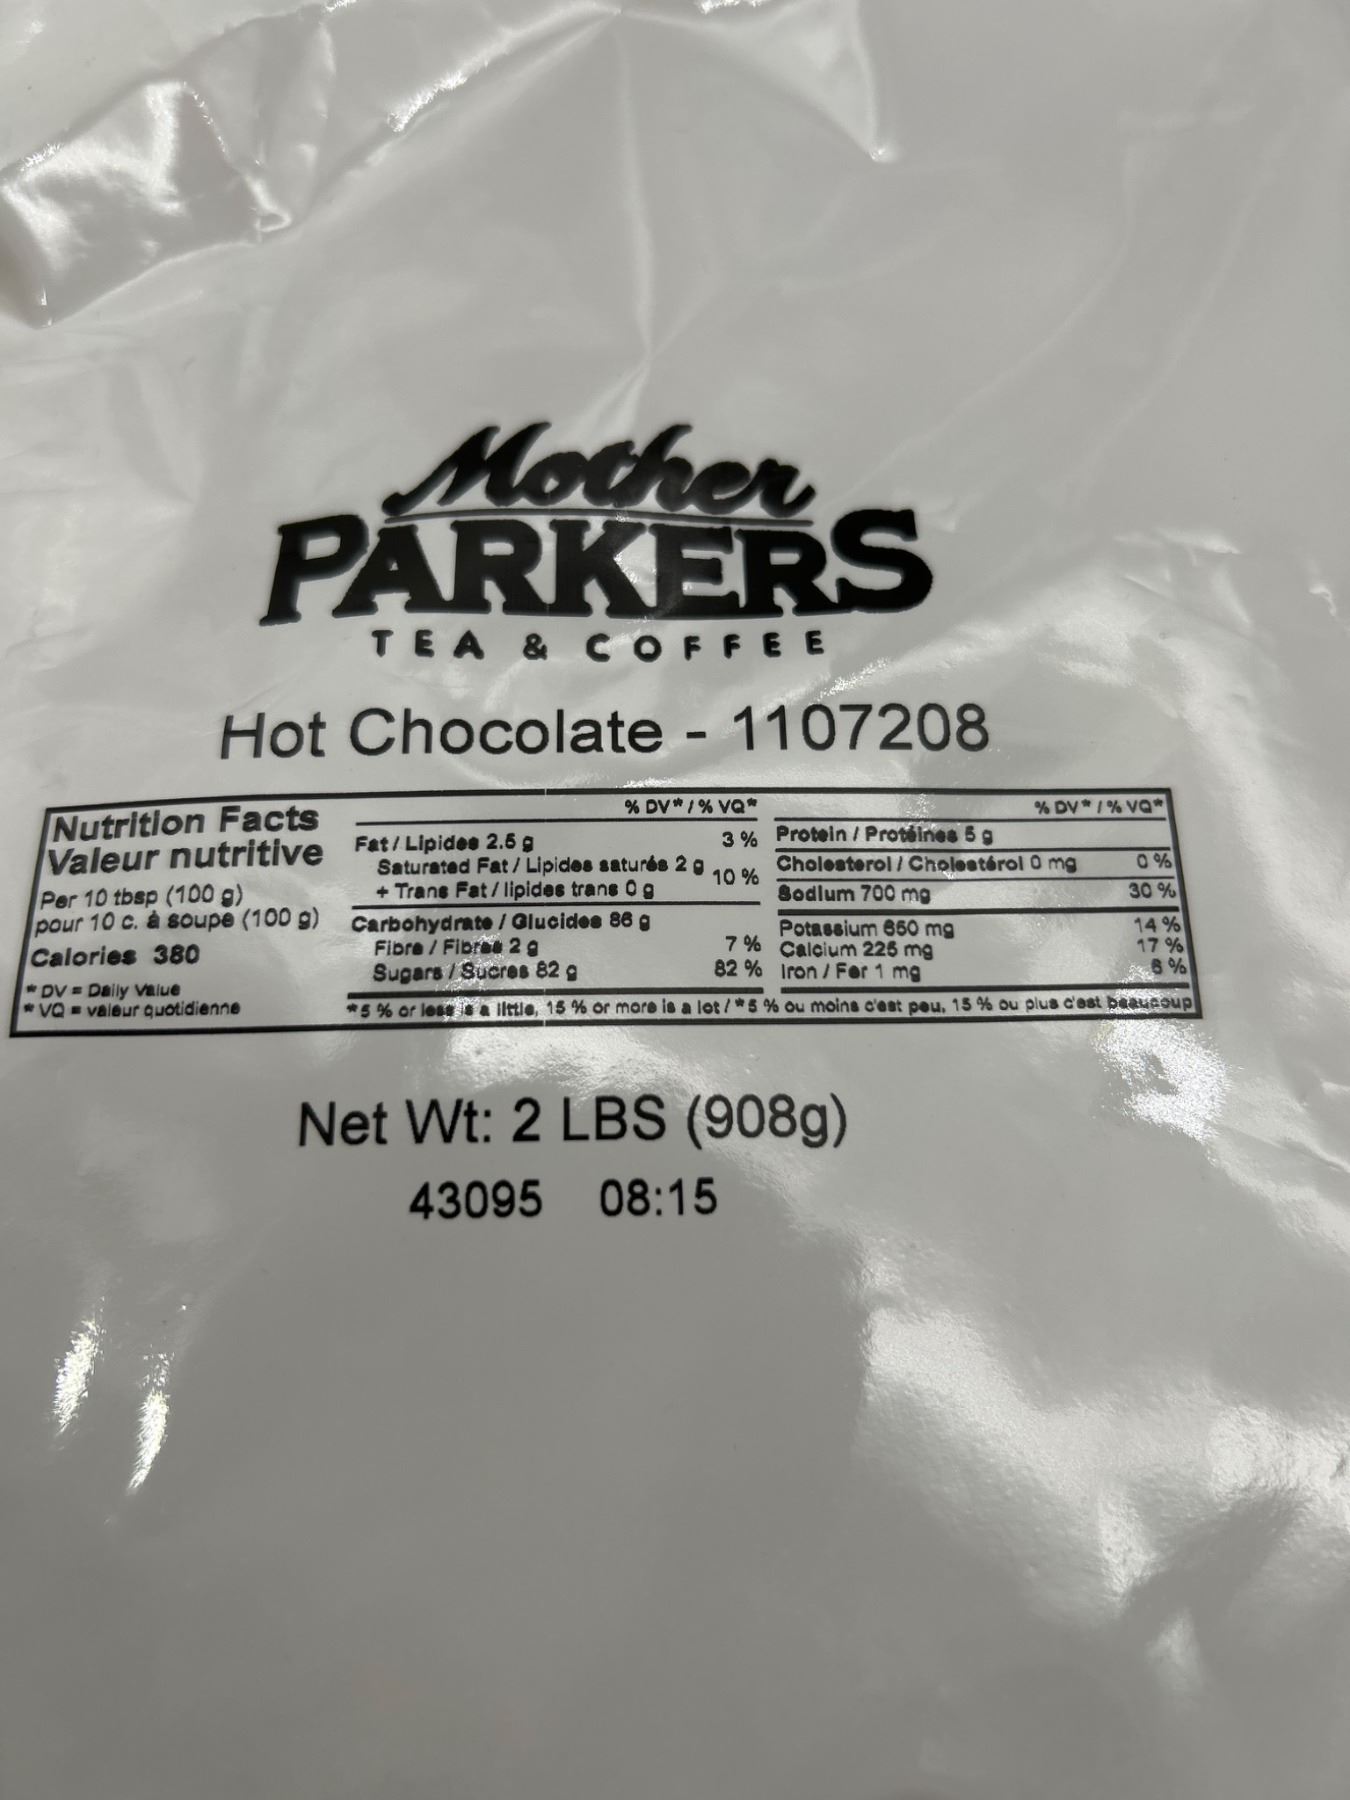 Mother
PARKERS
TEA & COFFEE
Hot Chocolate - 1107208
Nutrition Facts
Valeur nutritive
Per 10 tbsp (100 g)
pour 10 c. à soupe (100 g)
Calories 380
* DV = Daily Value
* VQ = valeur quotidienne
% DV* / % VQ*
Fat / Lipides 2.5 g 3 %
Saturated Fat / Lipides saturés 2 g
+ Trans Fat / lipides trans 0 g 10 %
Carbohydrate / Glucides 86 g
Fibre / Fibres 2 g 7 %
Sugars / Sucres 82 g 82 %
% DV* / % VQ*
Protein / Protéines 5 g
Cholesterol / Cholestérol 0 mg 0 %
Sodium 700 mg 30 %
Potassium 650 mg 14 %
Calcium 225 mg 17 %
Iron / Fer 1 mg 6 %
*5 % or less is a little, 15 % or more is a lot / *5 % ou moins c'est peu, 15 % ou plus c'est beaucoup
Net Wt: 2 LBS (908g)
43095 08:15